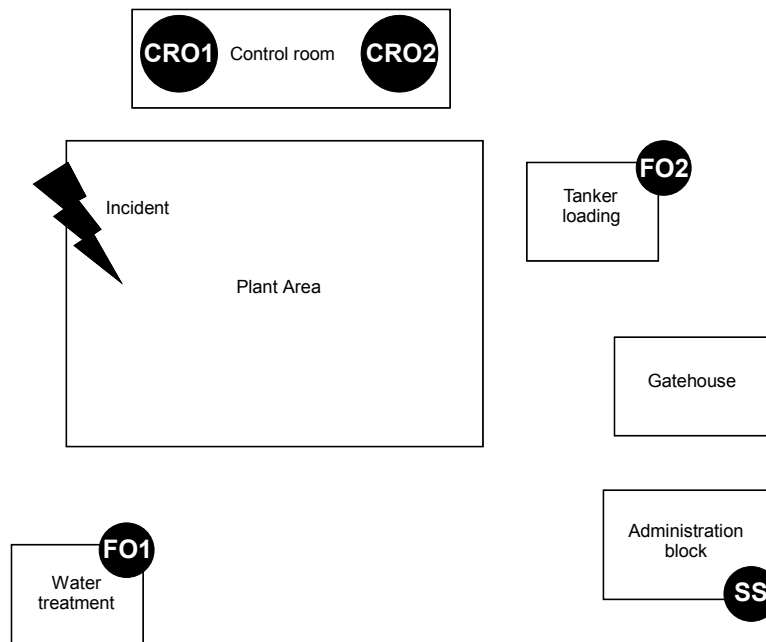 CRO1
Control room
CRO2
FO2
Tanker
loading
Incident
Plant Area
Gatehouse
Administration
block
SS
FO1
Water
treatment